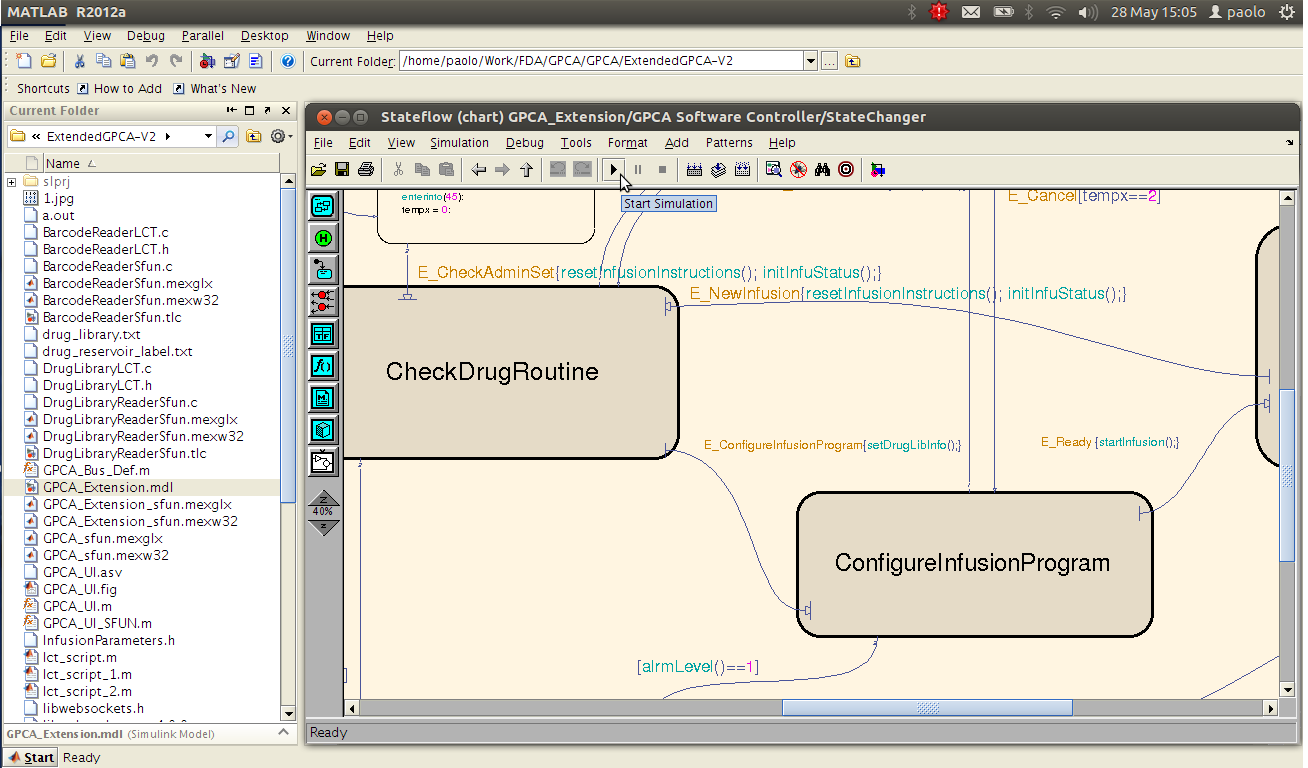 MATLAB R2012a
28 May 15:05 paolo
File Edit View Debug Parallel Desktop Window Help
Current Folder: /home/paolo/Work/FDA/GPCA/GPCA/ExtendedGPCA-V2 ...
Shortcuts How to Add What's New
Current Folder
« ExtendedGPCA-V2
Name
slprj
1.jpg
a.out
BarcodeReaderLCT.c
BarcodeReaderLCT.h
BarcodeReaderSfun.c
BarcodeReaderSfun.mexglx
BarcodeReaderSfun.mexw32
BarcodeReaderSfun.tlc
drug_library.txt
drug_reservoir_label.txt
DrugLibraryLCT.c
DrugLibraryLCT.h
DrugLibraryReaderSfun.c
DrugLibraryReaderSfun.mexglx
DrugLibraryReaderSfun.mexw32
DrugLibraryReaderSfun.tlc
GPCA_Bus_Def.m
GPCA_Extension.mdl
GPCA_Extension_sfun.mexglx
GPCA_Extension_sfun.mexw32
GPCA_sfun.mexglx
GPCA_sfun.mexw32
GPCA_UI.asv
GPCA_UI.fig
GPCA_UI.m
GPCA_UI_SFUN.m
InfusionParameters.h
lct_script.m
lct_script_1.m
lct_script_2.m
libwebsockets.h
GPCA_Extension.mdl (Simulink Model)
Start Ready
Stateflow (chart) GPCA_Extension/GPCA Software Controller/StateChanger
File Edit View Simulation Debug Tools Format Add Patterns Help
Start Simulation
40%
tempx = 0;
E_Cancel[tempx==2]
E_CheckAdminSet{resetInfusionInstructions(); initInfuStatus();}
E_NewInfusion{resetInfusionInstructions(); initInfuStatus();}
CheckDrugRoutine
E_ConfigureInfusionProgram{setDrugLibInfo();}
E_Ready {startInfusion();}
ConfigureInfusionProgram
[alrmLevel()==1]
Ready